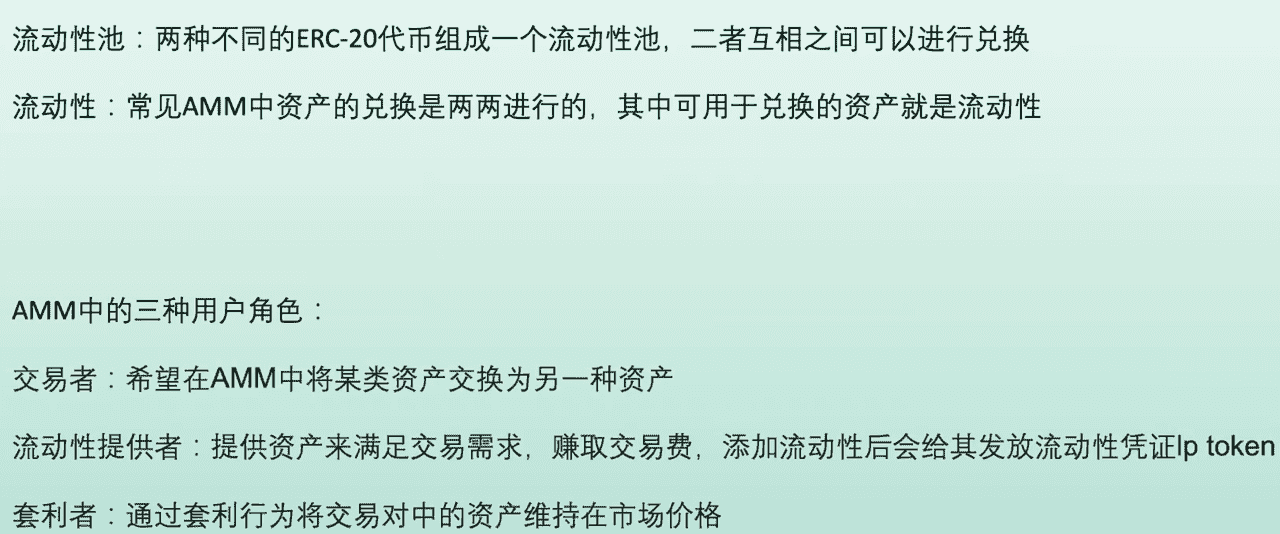 流动性池：两种不同的ERC-20代币组成一个流动性池，二者互相之间可以进行兑换
流动性：常见AMM中资产的兑换是两两进行的，其中可用于兑换的资产就是流动性
AMM中的三种用户角色：
交易者：希望在AMM中将某类资产交换为另一种资产
流动性提供者：提供资产来满足交易需求，赚取交易费，添加流动性后会给其发放流动性凭证lp token
套利者：通过套利行为将交易对中的资产维持在市场价格